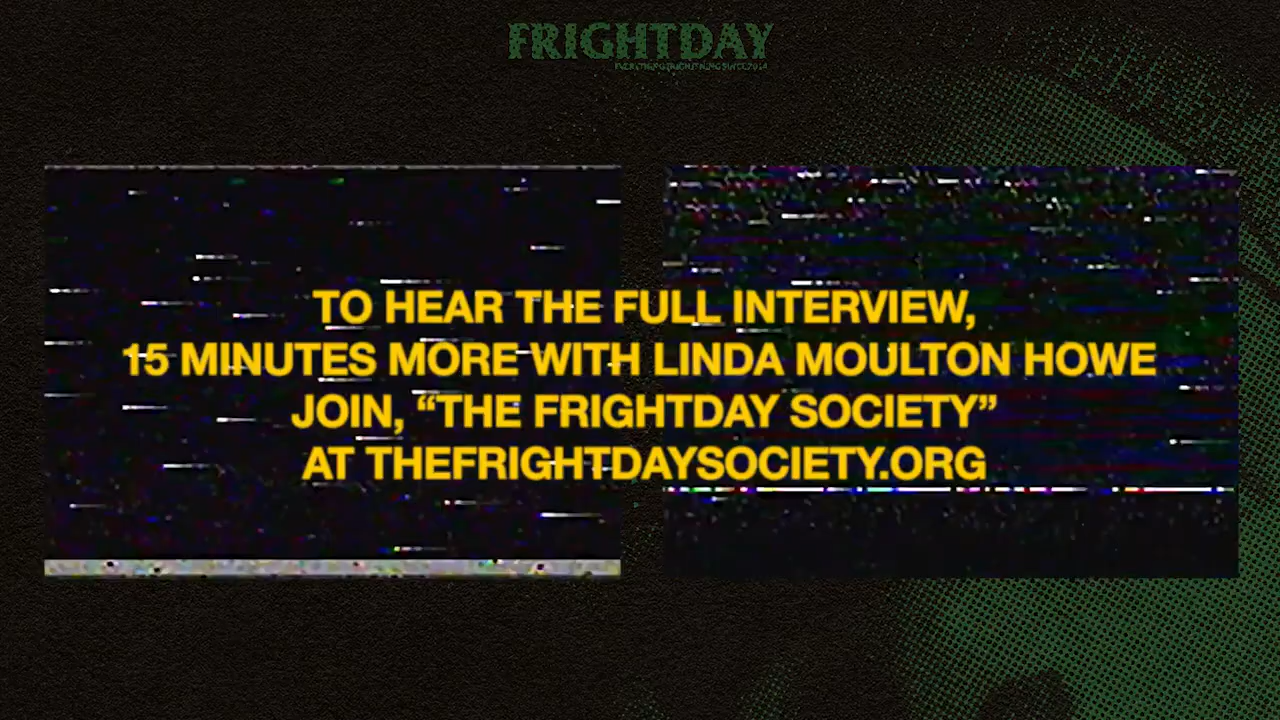 FRIGHTDAY
TO HEAR THE FULL INTERVIEW,
15 MINUTES MORE WITH LINDA MOULTON HOWE
JOIN, “THE FRIGHTDAY SOCIETY”
AT THEFRIGHTDAYSOCIETY.ORG